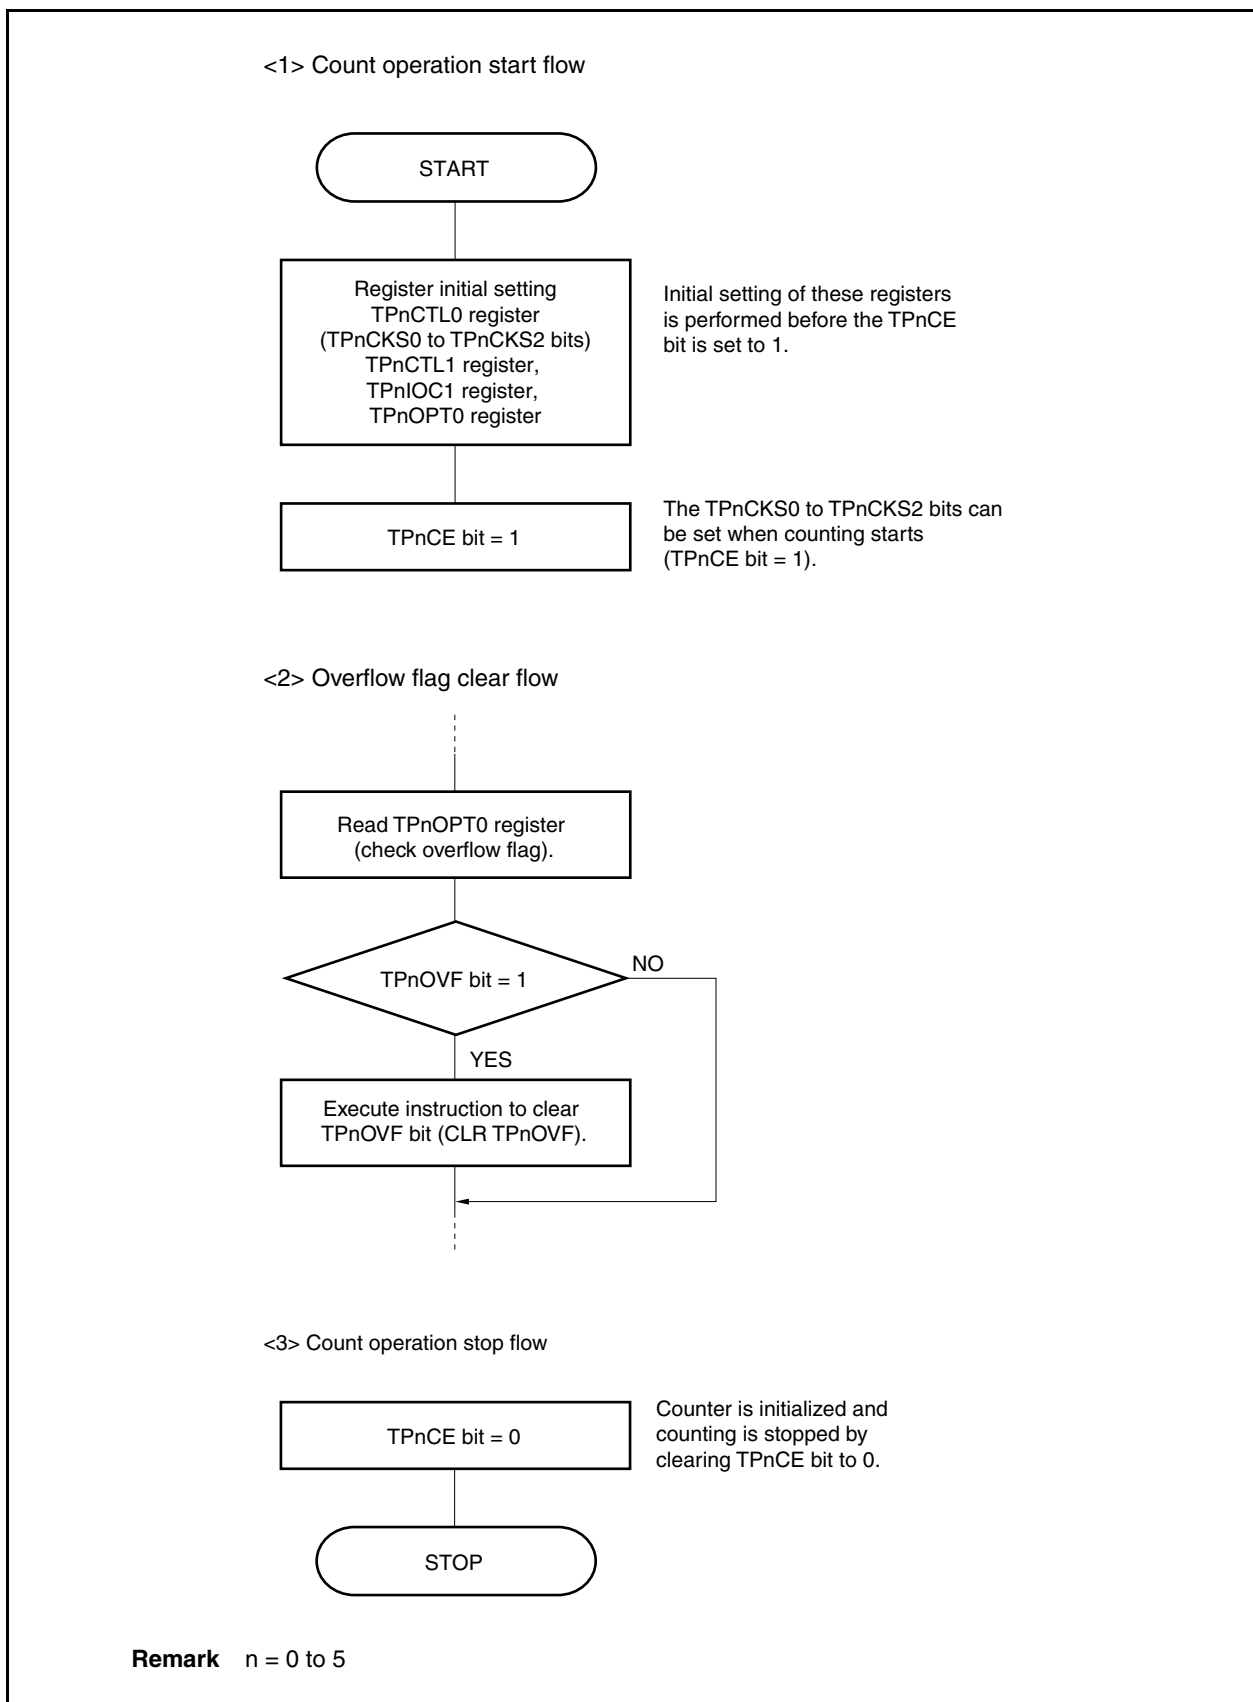 <1> Count operation start flow
START
Register initial setting
TPnCTL0 register
(TPnCKS0 to TPnCKS2 bits)
TPnCTL1 register,
TPnIOC1 register,
TPnOPT0 register
Initial setting of these registers
is performed before the TPnCE
bit is set to 1.
TPnCE bit = 1
The TPnCKS0 to TPnCKS2 bits can
be set when counting starts
(TPnCE bit = 1).
<2> Overflow flag clear flow
Read TPnOPT0 register
(check overflow flag).
TPnOVF bit = 1
NO
YES
Execute instruction to clear
TPnOVF bit (CLR TPnOVF).
<3> Count operation stop flow
TPnCE bit = 0
Counter is initialized and
counting is stopped by
clearing TPnCE bit to 0.
STOP
Remark n = 0 to 5